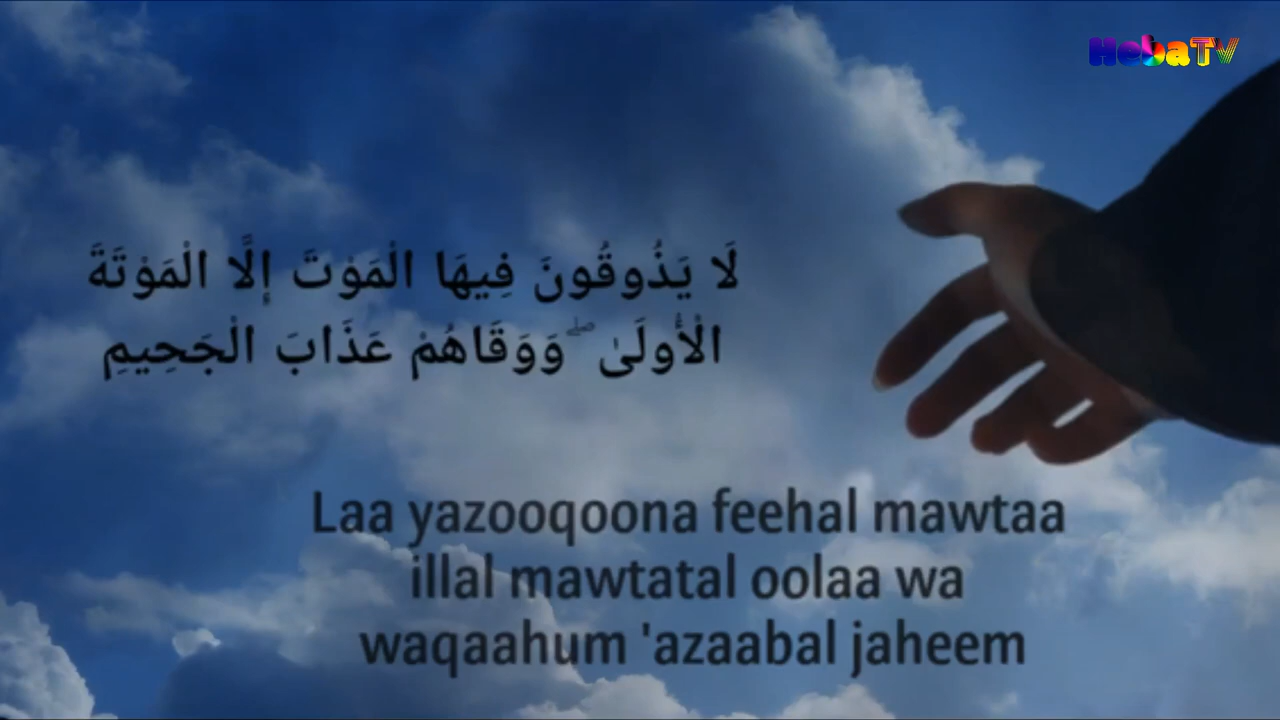 HebaTV
لَا يَذُوقُونَ فِيهَا الْمَوْتَ إِلَّا الْمَوْتَةَ
الْأُولَىٰ ۖ وَوَقَاهُمْ عَذَابَ الْجَحِيمِ
Laa yazooqoona feehal mawtaa
illal mawtatal oolaa wa
waqaahum 'azaabal jaheem